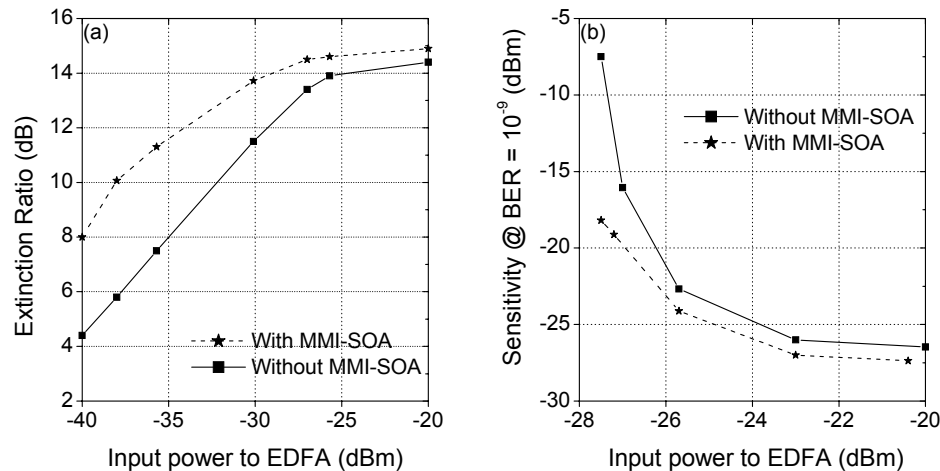 (a)
Extinction Ratio (dB)
16
14
12
10
8
6
4
2
-40
-35
-30
-25
-20
Input power to EDFA (dBm)
With MMI-SOA
Without MMI-SOA
(b)
Sensitivity @ BER = 10⁻⁹ (dBm)
-5
-10
-15
-20
-25
-30
-28
-26
-24
-22
-20
Input power to EDFA (dBm)
Without MMI-SOA
With MMI-SOA